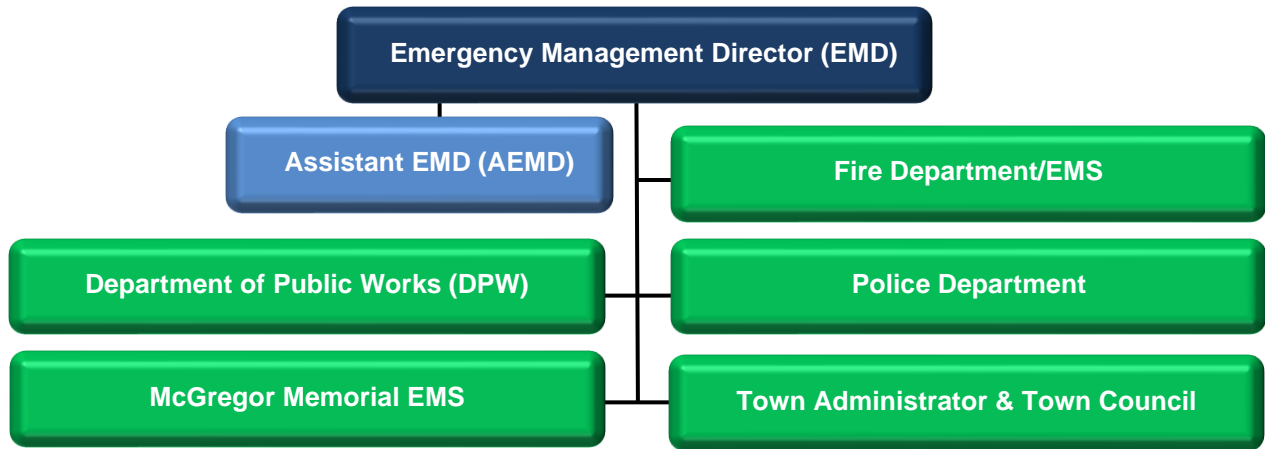 Emergency Management Director (EMD)
Assistant EMD (AEMD)
Fire Department/EMS
Department of Public Works (DPW)
Police Department
McGregor Memorial EMS
Town Administrator & Town Council